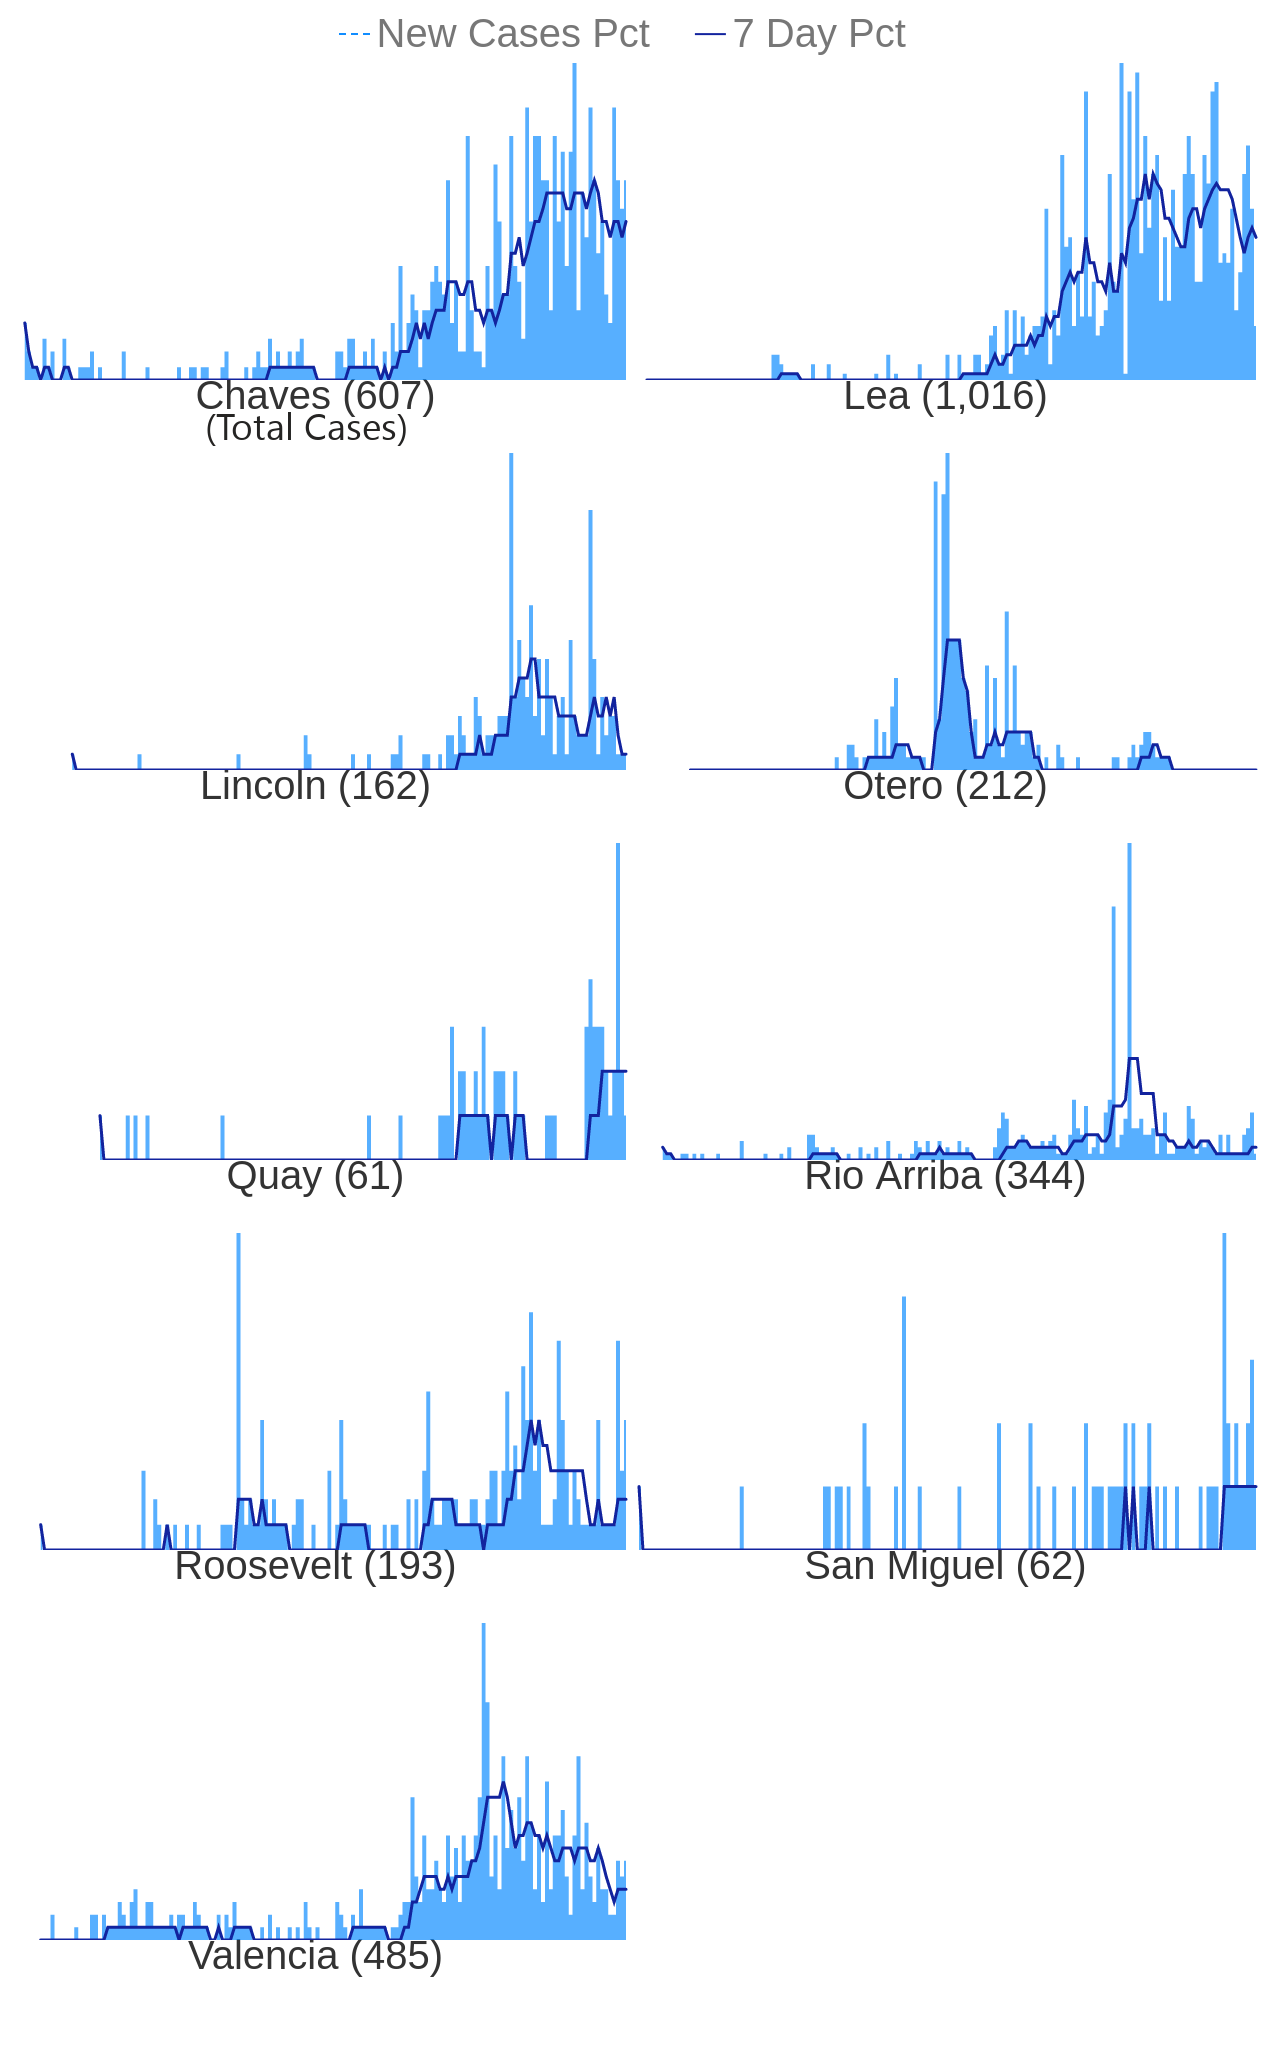 New Cases Pct 7 Day Pct
Chaves (607) Lea (1,016)
(Total Cases)
Lincoln (162) Otero (212)
Quay (61) Rio Arriba (344)
Roosevelt (193) San Miguel (62)
Valencia (485)